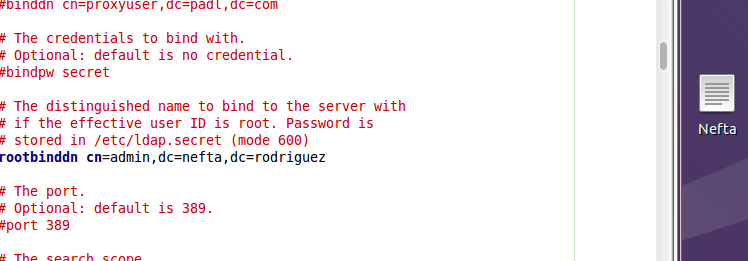 #binddn cn=proxyuser,dc=padl,dc=com
# The credentials to bind with.
# Optional: default is no credential.
#bindpw secret
# The distinguished name to bind to the server with
# if the effective user ID is root. Password is
# stored in /etc/ldap.secret (mode 600)
rootbinddn cn=admin,dc=nefta,dc=rodriguez
# The port.
# Optional: default is 389.
#port 389
# The search scope
Nefta